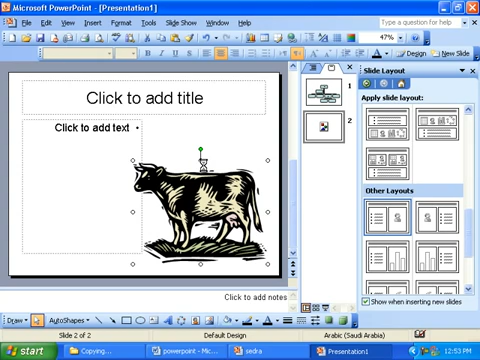 Microsoft PowerPoint - [Presentation1]
File Edit View Insert Format Tools Slide Show Window Help
Type a question for help
47%
Design New Slide
Click to add title
Click to add text •
1
2
Slide Layout
Apply slide layout:
Other Layouts
Show when inserting new slides
Click to add notes
Draw AutoShapes
Slide 2 of 2 Default Design Arabic (Saudi Arabia)
start Copying... powerpoint - Mic... sedra Presentation1 12:53 PM